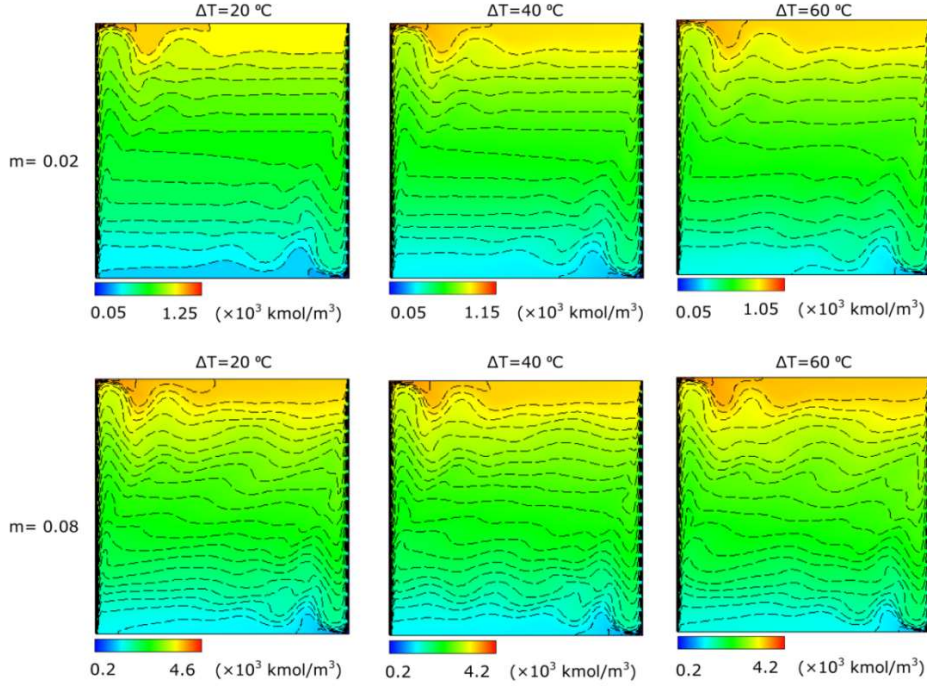 ΔT=20 ºC ΔT=40 ºC ΔT=60 ºC
m= 0.02
0.05 1.25 (×10³ kmol/m³) 0.05 1.15 (×10³ kmol/m³) 0.05 1.05 (×10³ kmol/m³)
ΔT=20 ºC ΔT=40 ºC ΔT=60 ºC
m= 0.08
0.2 4.6 (×10³ kmol/m³) 0.2 4.2 (×10³ kmol/m³) 0.2 4.2 (×10³ kmol/m³)